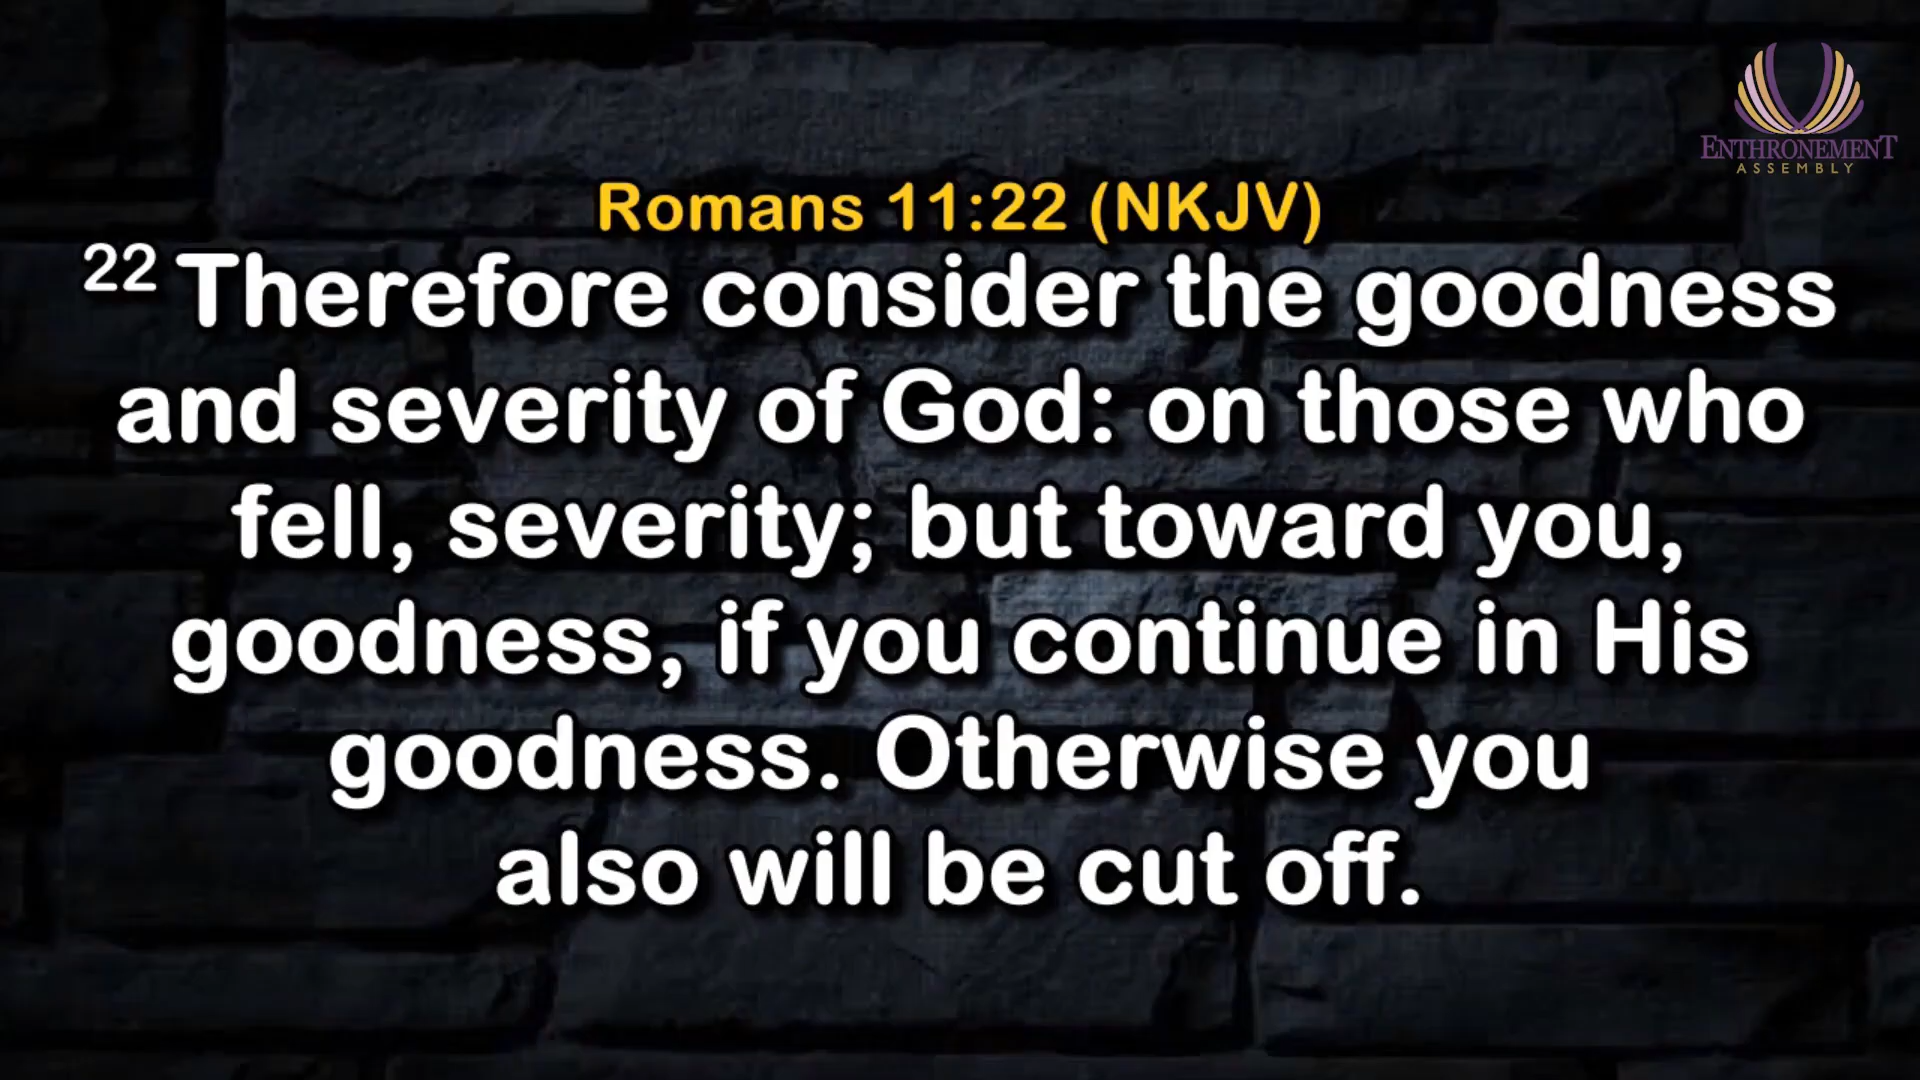 ENTHRONEMENT
ASSEMBLY
Romans 11:22 (NKJV)
22 Therefore consider the goodness
and severity of God: on those who
fell, severity; but toward you,
goodness, if you continue in His
goodness. Otherwise you
also will be cut off.